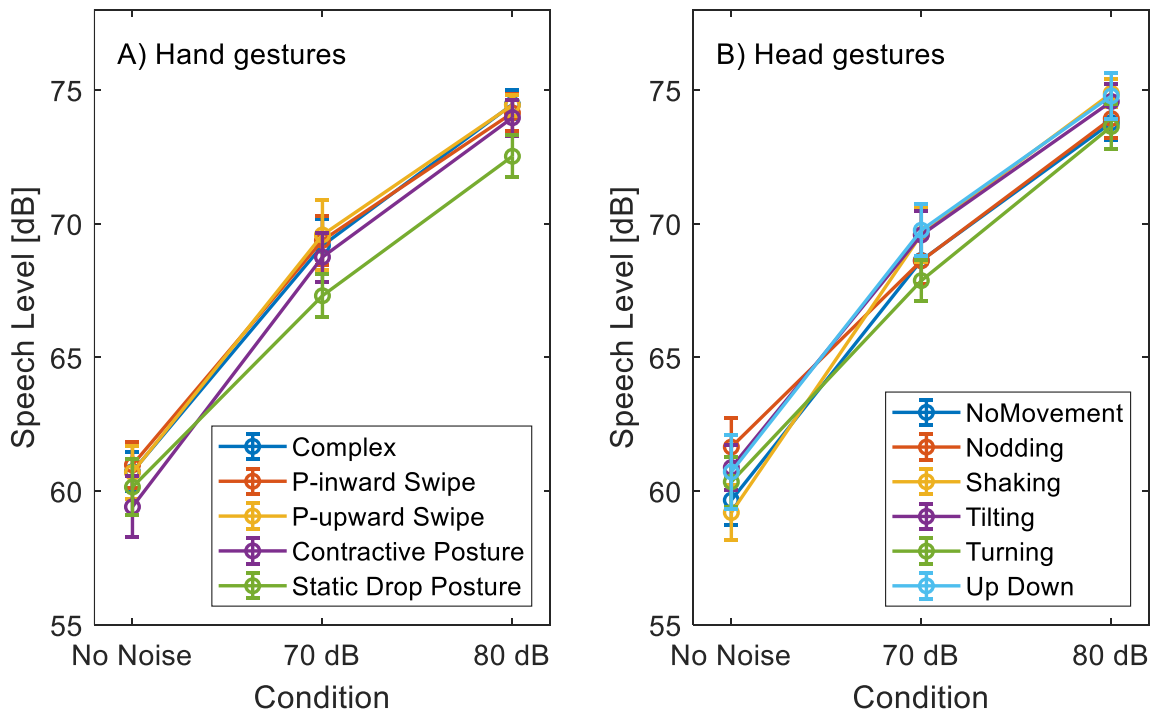 A) Hand gestures
75
70
65
60
55
Speech Level [dB]
Complex
P-inward Swipe
P-upward Swipe
Contractive Posture
Static Drop Posture
No Noise
70 dB
80 dB
Condition
B) Head gestures
75
70
65
60
55
Speech Level [dB]
NoMovement
Nodding
Shaking
Tilting
Turning
Up Down
No Noise
70 dB
80 dB
Condition